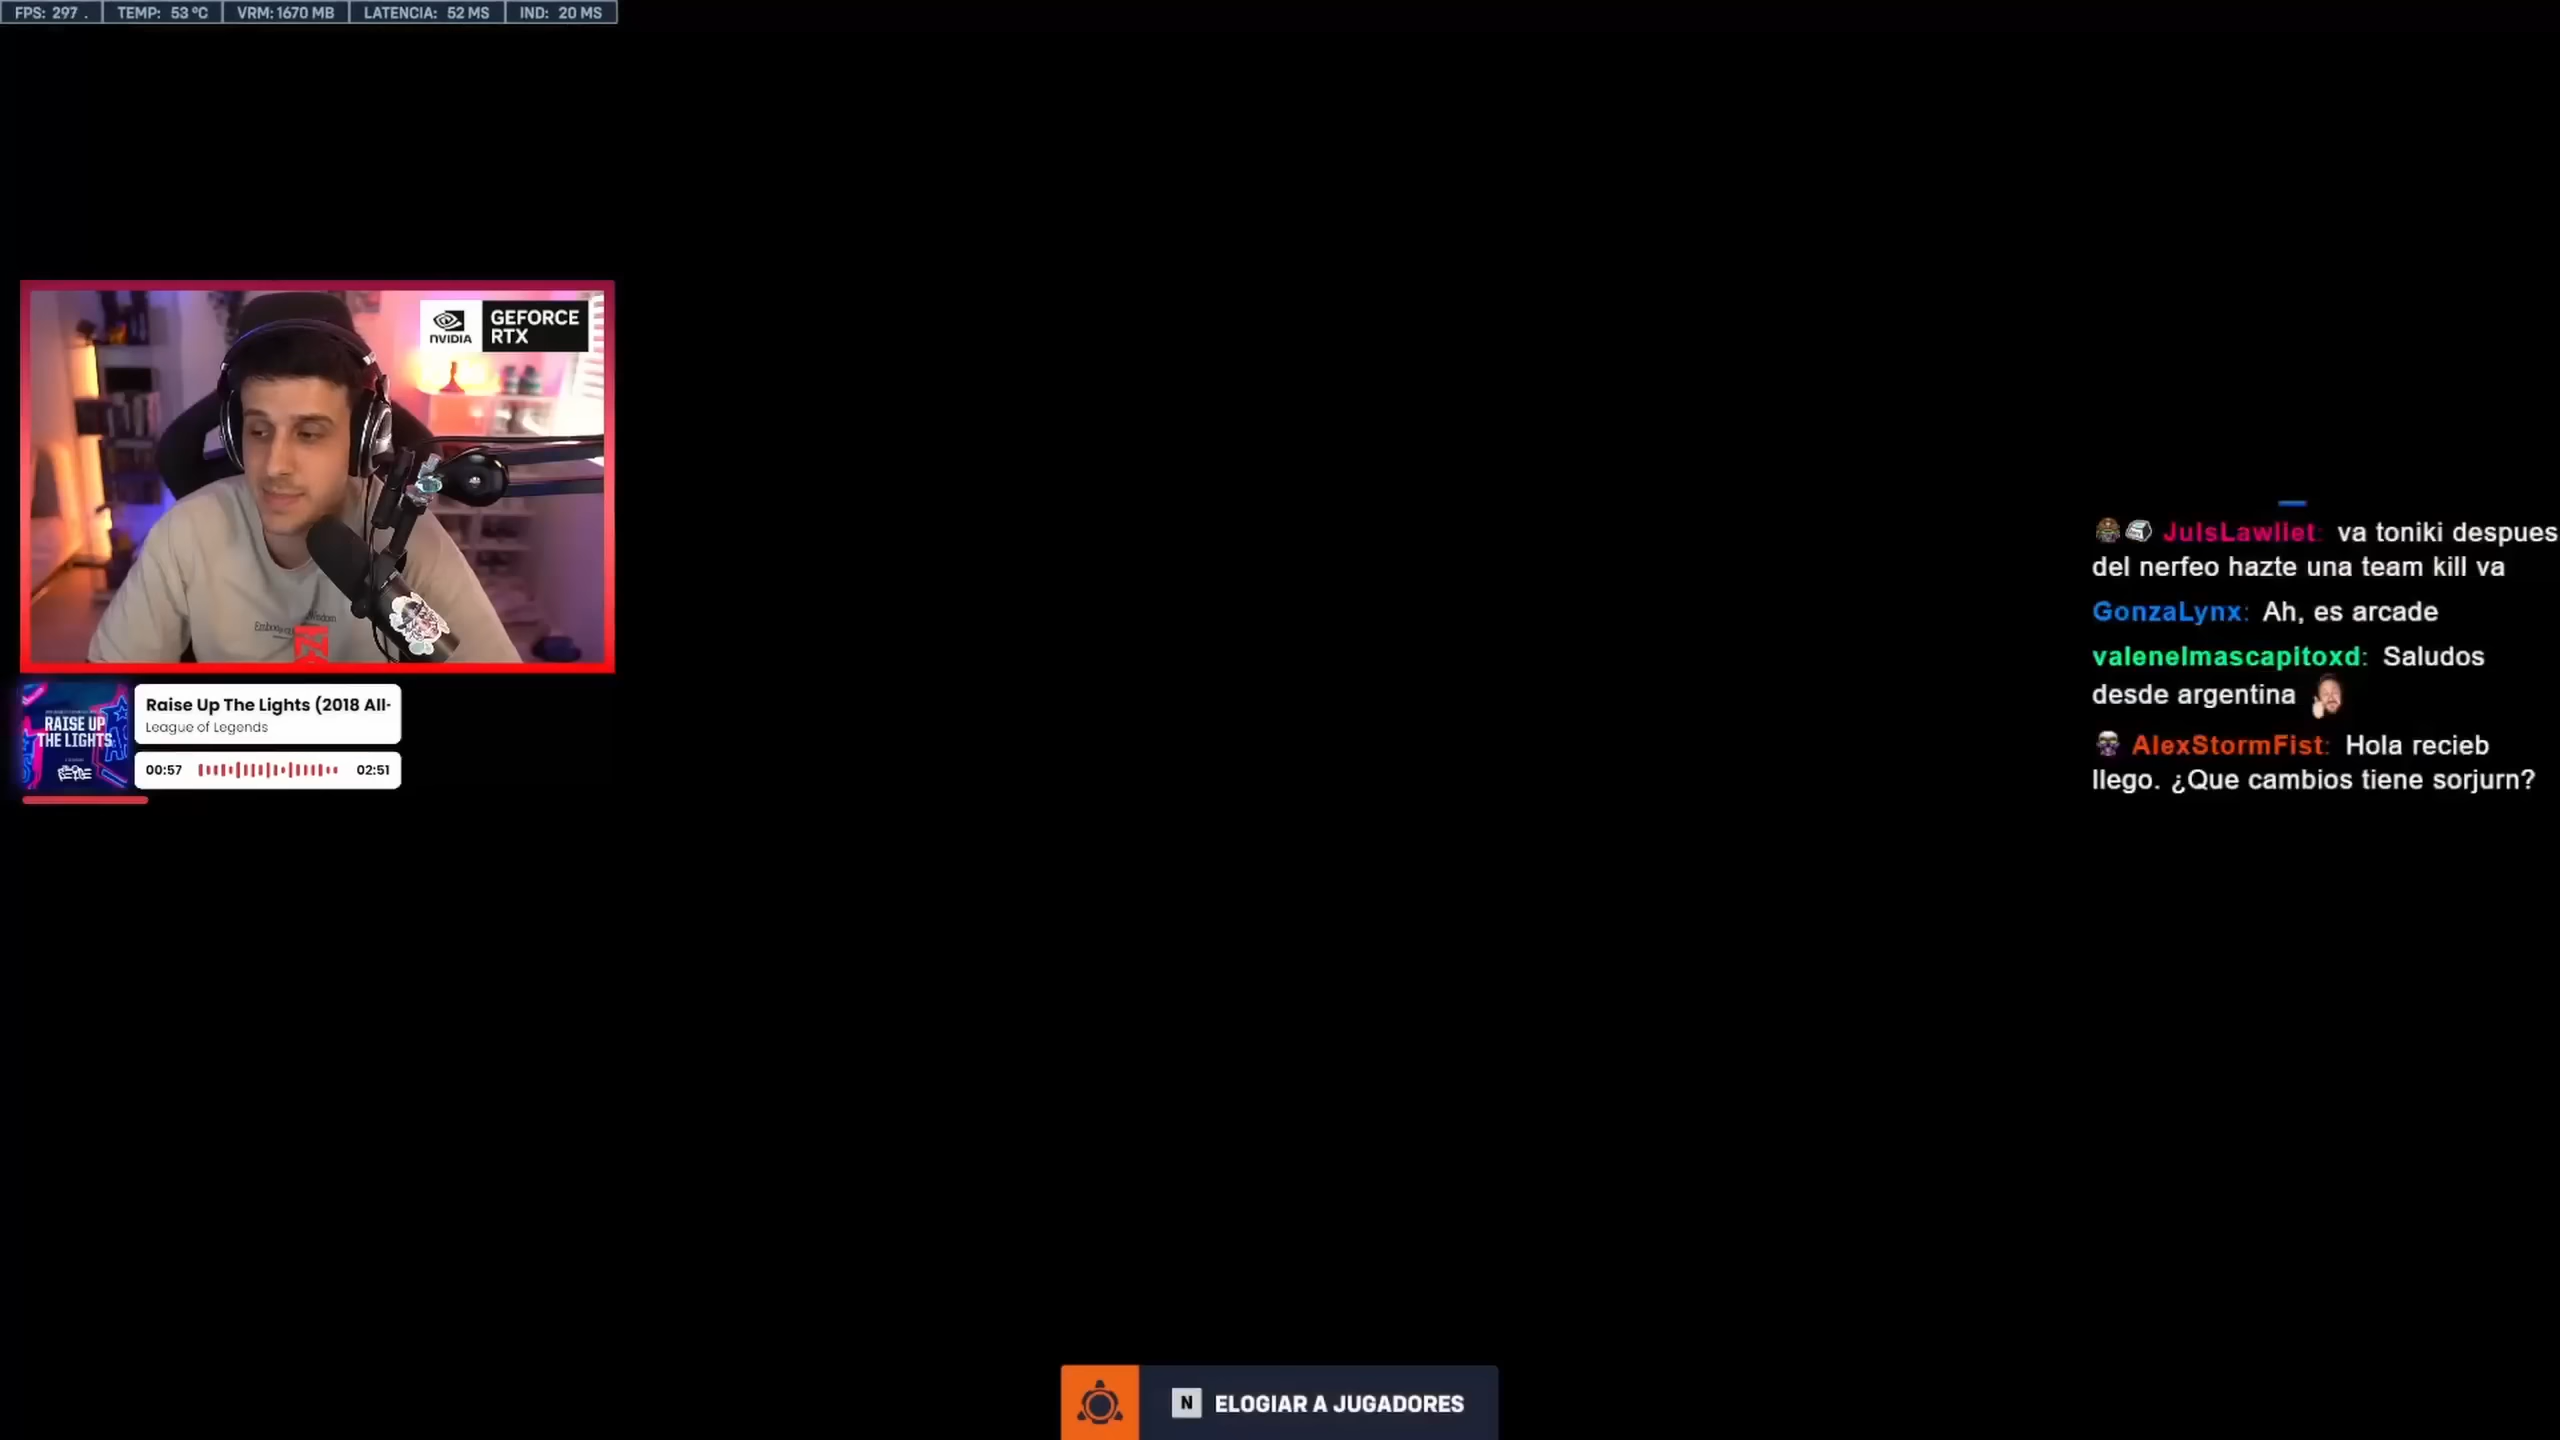 FPS: 297 . TEMP: 53 ºC VRM: 1670 MB LATENCIA: 52 MS IND: 20 MS
NVIDIA
GEFORCE
RTX
RAISE UP
THE LIGHTS
Raise Up The Lights (2018 All-
League of Legends
00:57 02:51
JulsLawliet: va toniki despues
del nerfeo hazte una team kill va
GonzaLynx: Ah, es arcade
valenelmascapitoxd: Saludos
desde argentina
AlexStormFist: Hola recieb
llego. ¿Que cambios tiene sorjurn?
N ELOGIAR A JUGADORES